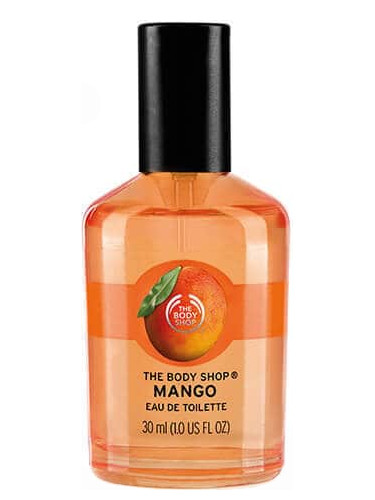 THE
BODY
SHOP
THE BODY SHOP®
MANGO
EAU DE TOILETTE
30 ml (1.0 US FL OZ)